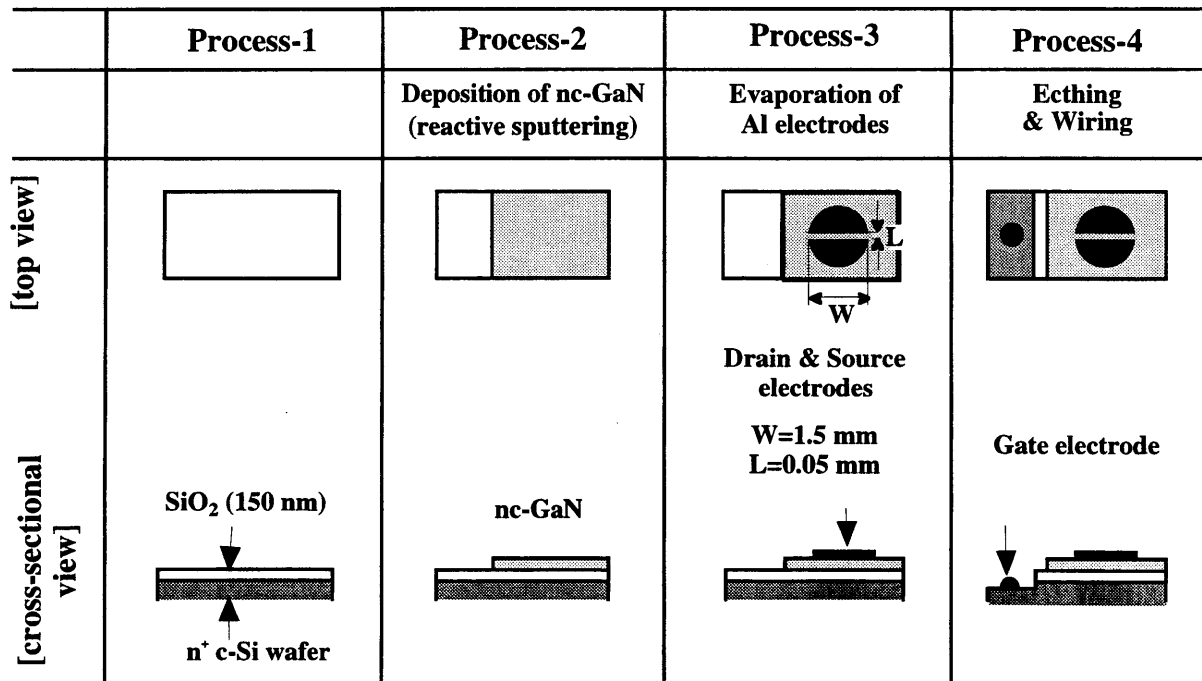 Process-1
Process-2
Process-3
Process-4
Deposition of nc-GaN
(reactive sputtering)
Evaporation of
Al electrodes
Ecthing
& Wiring
[top view]
L
W
Drain & Source
electrodes
W=1.5 mm
L=0.05 mm
Gate electrode
[cross-sectional
view]
SiO₂ (150 nm)
nc-GaN
n⁺ c-Si wafer